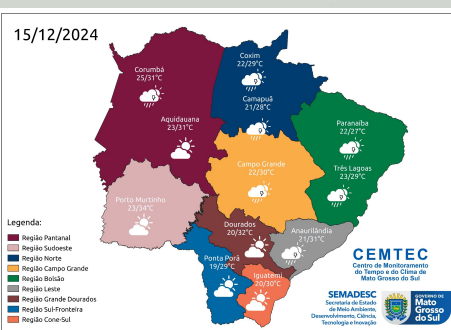 15/12/2024
Coxim
22/29°C
Corumbá
25/31°C
Camapuã
21/28°C
Aquidauana
23/31°C
Paranaíba
22/27°C
Campo Grande
22/30°C
Três Lagoas
23/29°C
Porto Murtinho
23/34°C
Dourados
20/32°C
Anaurilândia
21/31°C
Ponta Porã
19/29°C
Iguatemi
20/30°C
Legenda:
Região Pantanal
Região Sudoeste
Região Norte
Região Campo Grande
Região Bolsão
Região Leste
Região Grande Dourados
Região Sul-Fronteira
Região Cone-Sul
CEMTEC
Centro de Monitoramento
do Tempo e do Clima de
Mato Grosso do Sul
SEMADESC
Secretaria de Estado
de Meio Ambiente,
Desenvolvimento, Ciência,
Tecnologia e Inovação
GOVERNO DE
Mato
Grosso
do Sul